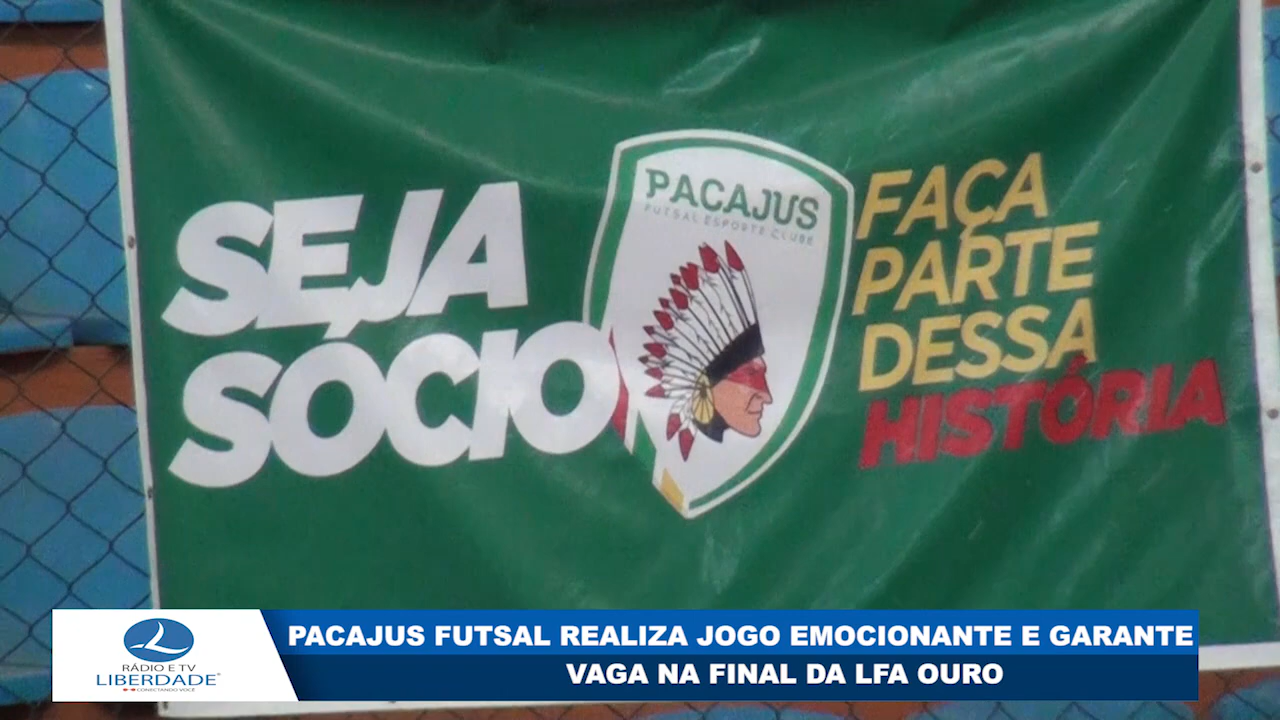 SEJA
SÓCIO
PACAJUS
FUTSAL ESPORTE CLUBE
FAÇA
PARTE
DESSA
HISTÓRIA
RÁDIO E TV
LIBERDADE
CONECTANDO VOCÊ
PACAJUS FUTSAL REALIZA JOGO EMOCIONANTE E GARANTE
VAGA NA FINAL DA LFA OURO